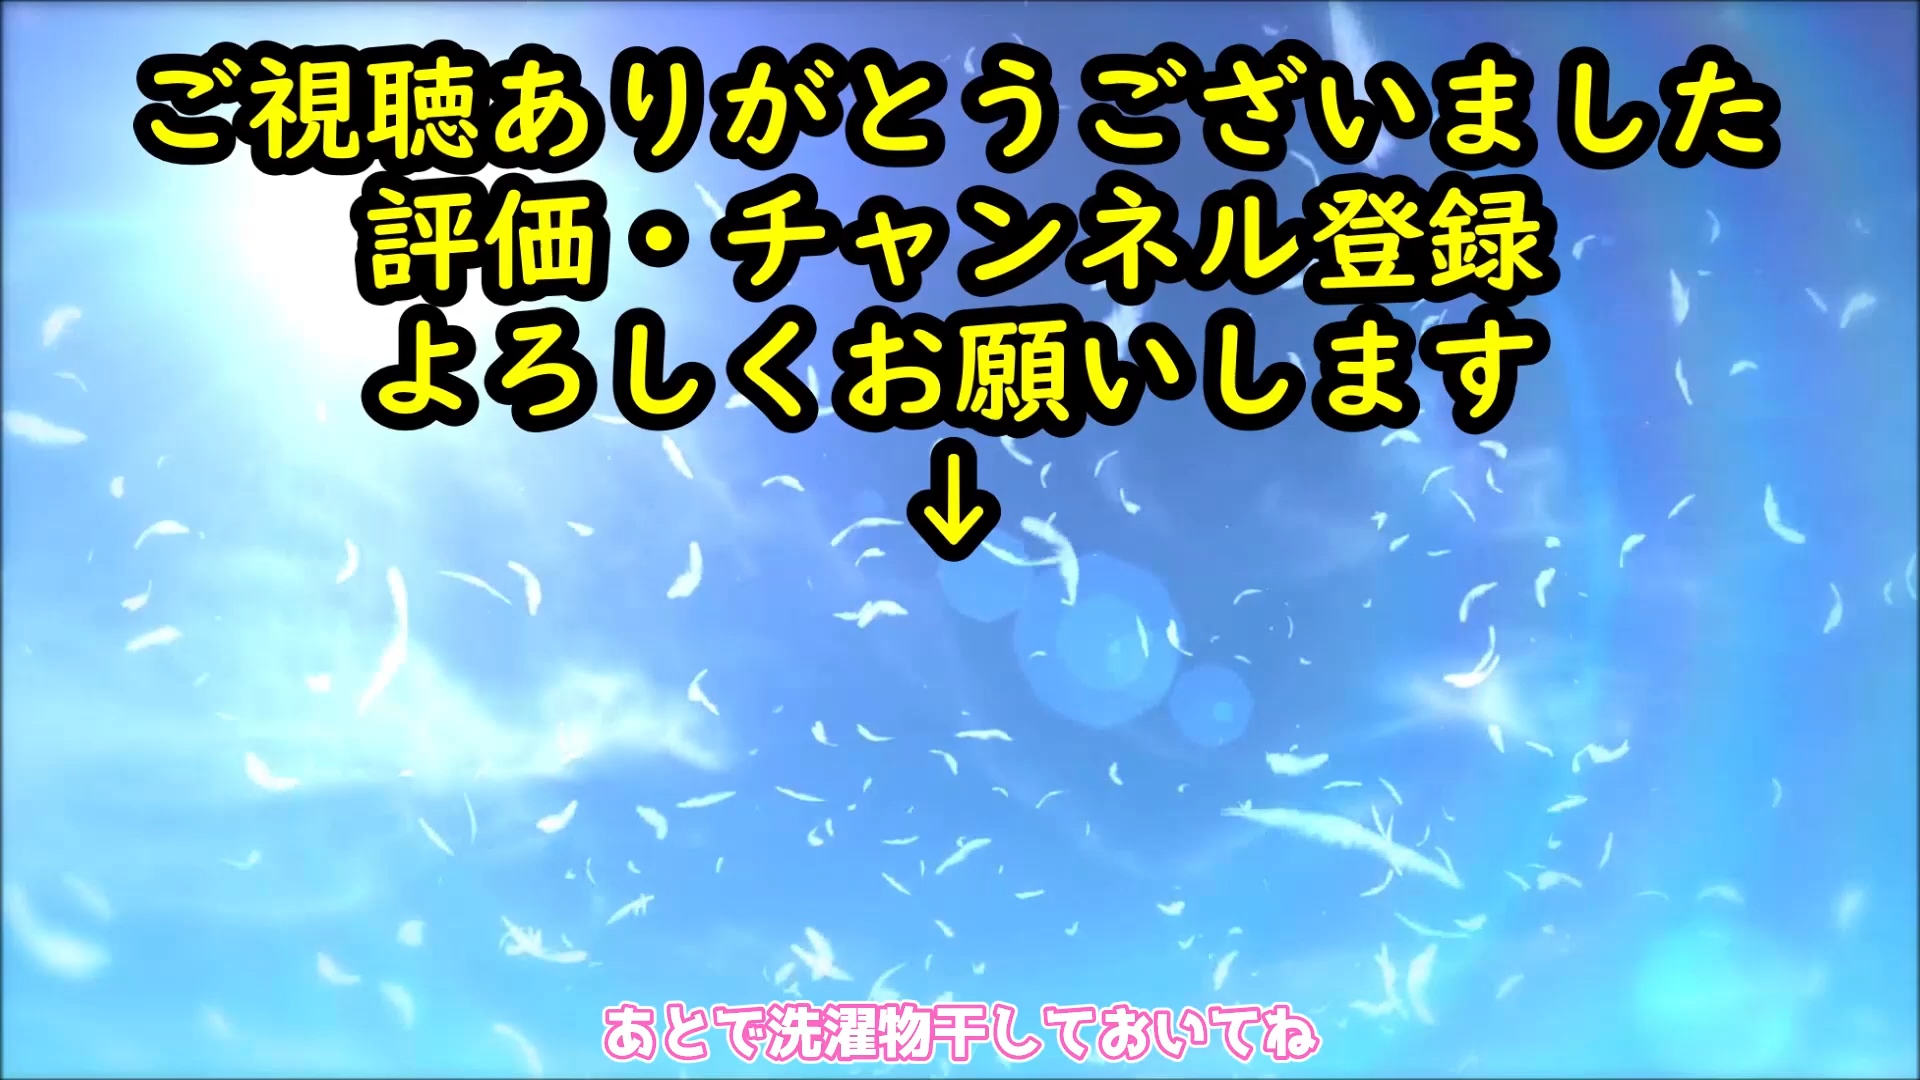 ご視聴ありがとうございました
評価・チャンネル登録
よろしくお願いします
↓
あとで洗濯物干しておいてね